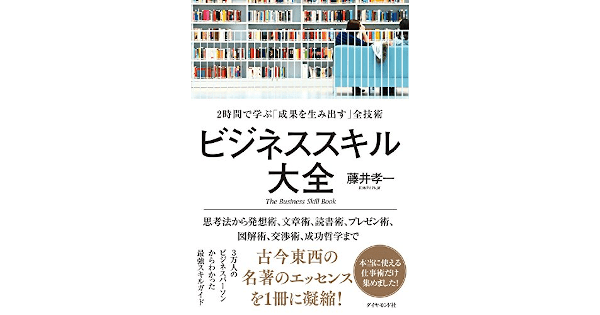 2時間で学ぶ「成果を生み出す」全技術
ビジネススキル
大全
藤井孝一
The Business Skill Book
思考法から発想術、文章術、読書術、プレゼン術、
図解術、交渉術、成功哲学まで
3万人の
ビジネスパーソン
からわかった
最強スキルガイド
古今東西の
名著のエッセンス
を1冊に凝縮!
本当に使える
仕事術だけ
集めました!
ダイヤモンド社